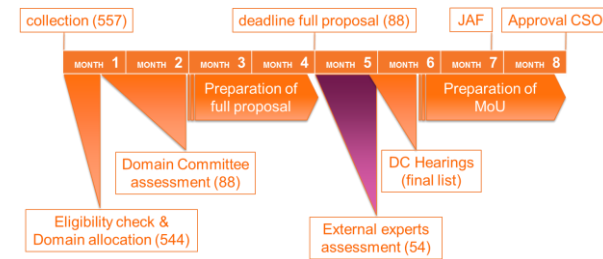 collection (557)
deadline full proposal (88)
JAF
Approval CSO
MONTH 1
MONTH 2
MONTH 3
MONTH 4
MONTH 5
MONTH 6
MONTH 7
MONTH 8
Preparation of
full proposal
Preparation of
MoU
Domain Committee
assessment (88)
DC Hearings
(final list)
Eligibility check &
Domain allocation (544)
External experts
assessment (54)